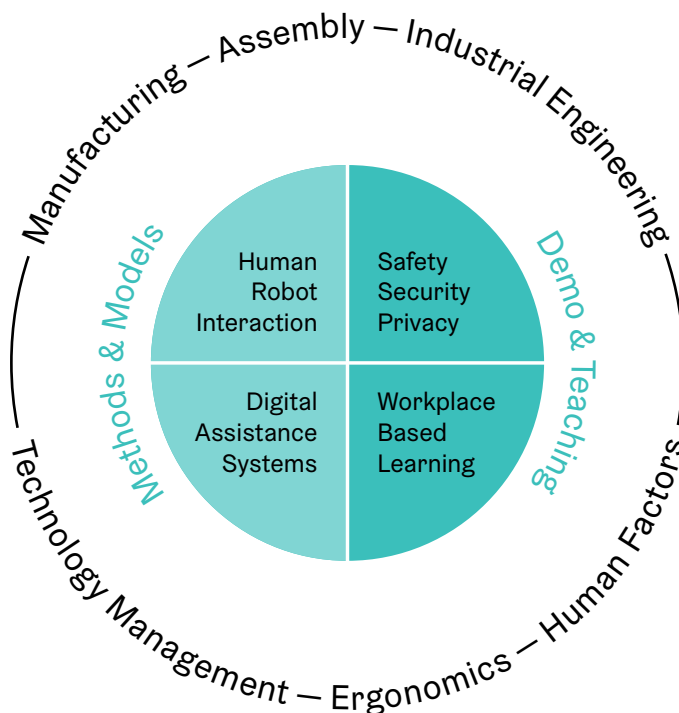 Manufacturing — Assembly — Industrial Engineering —
Methods & Models
Demo & Teaching
Human
Robot
Interaction
Safety
Security
Privacy
Digital
Assistance
Systems
Workplace
Based
Learning
Technology Management — Ergonomics — Human Factors —